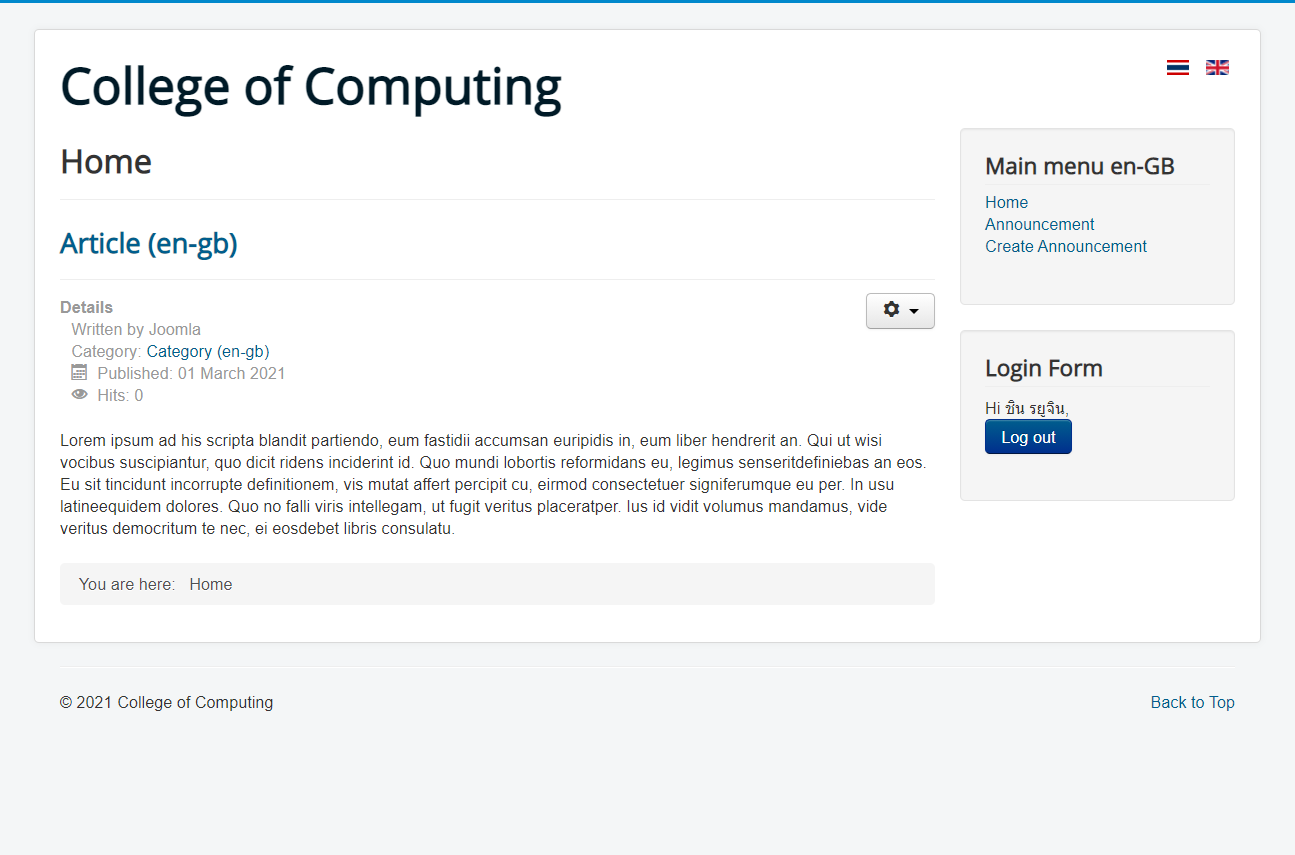 College of Computing
Home
Article (en-gb)
Details
Written by Joomla
Category: Category (en-gb)
Published: 01 March 2021
Hits: 0
Lorem ipsum ad his scripta blandit partiendo, eum fastidii accumsan euripidis in, eum liber hendrerit an. Qui ut wisi
vocibus suscipiantur, quo dicit ridens inciderint id. Quo mundi lobortis reformidans eu, legimus senseritdefiniebas an eos.
Eu sit tincidunt incorrupte definitionem, vis mutat affert percipit cu, eirmod consectetuer signiferumque eu per. In usu
latineequidem dolores. Quo no falli viris intellegam, ut fugit veritus placeratper. Ius id vidit volumus mandamus, vide
veritus democritum te nec, ei eosdebet libris consulatu.
You are here: Home
Main menu en-GB
Home
Announcement
Create Announcement
Login Form
Hi ชิน รยูจิน,
Log out
© 2021 College of Computing
Back to Top